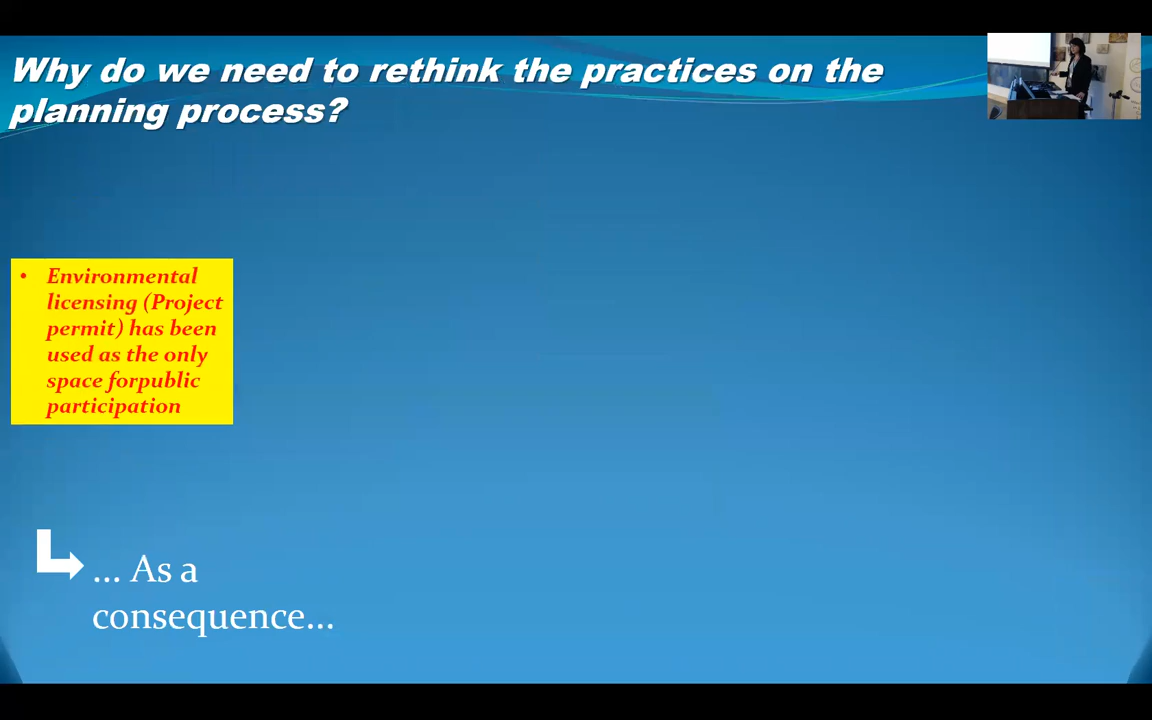 Why do we need to rethink the practices on the
planning process?
• Environmental
licensing (Project
permit) has been
used as the only
space forpublic
participation
... As a
consequence...